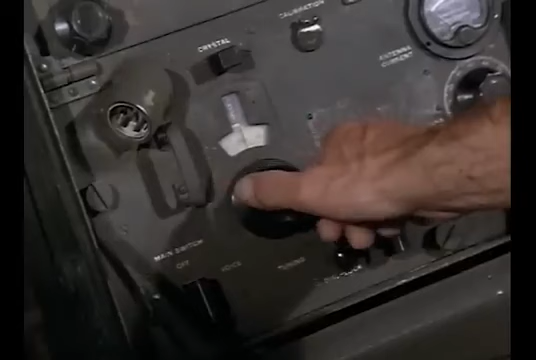 CALIBRATION
CRYSTAL
ANTENNA
CURRENT
MAIN SWITCH
OFF
VOICE
TUNING